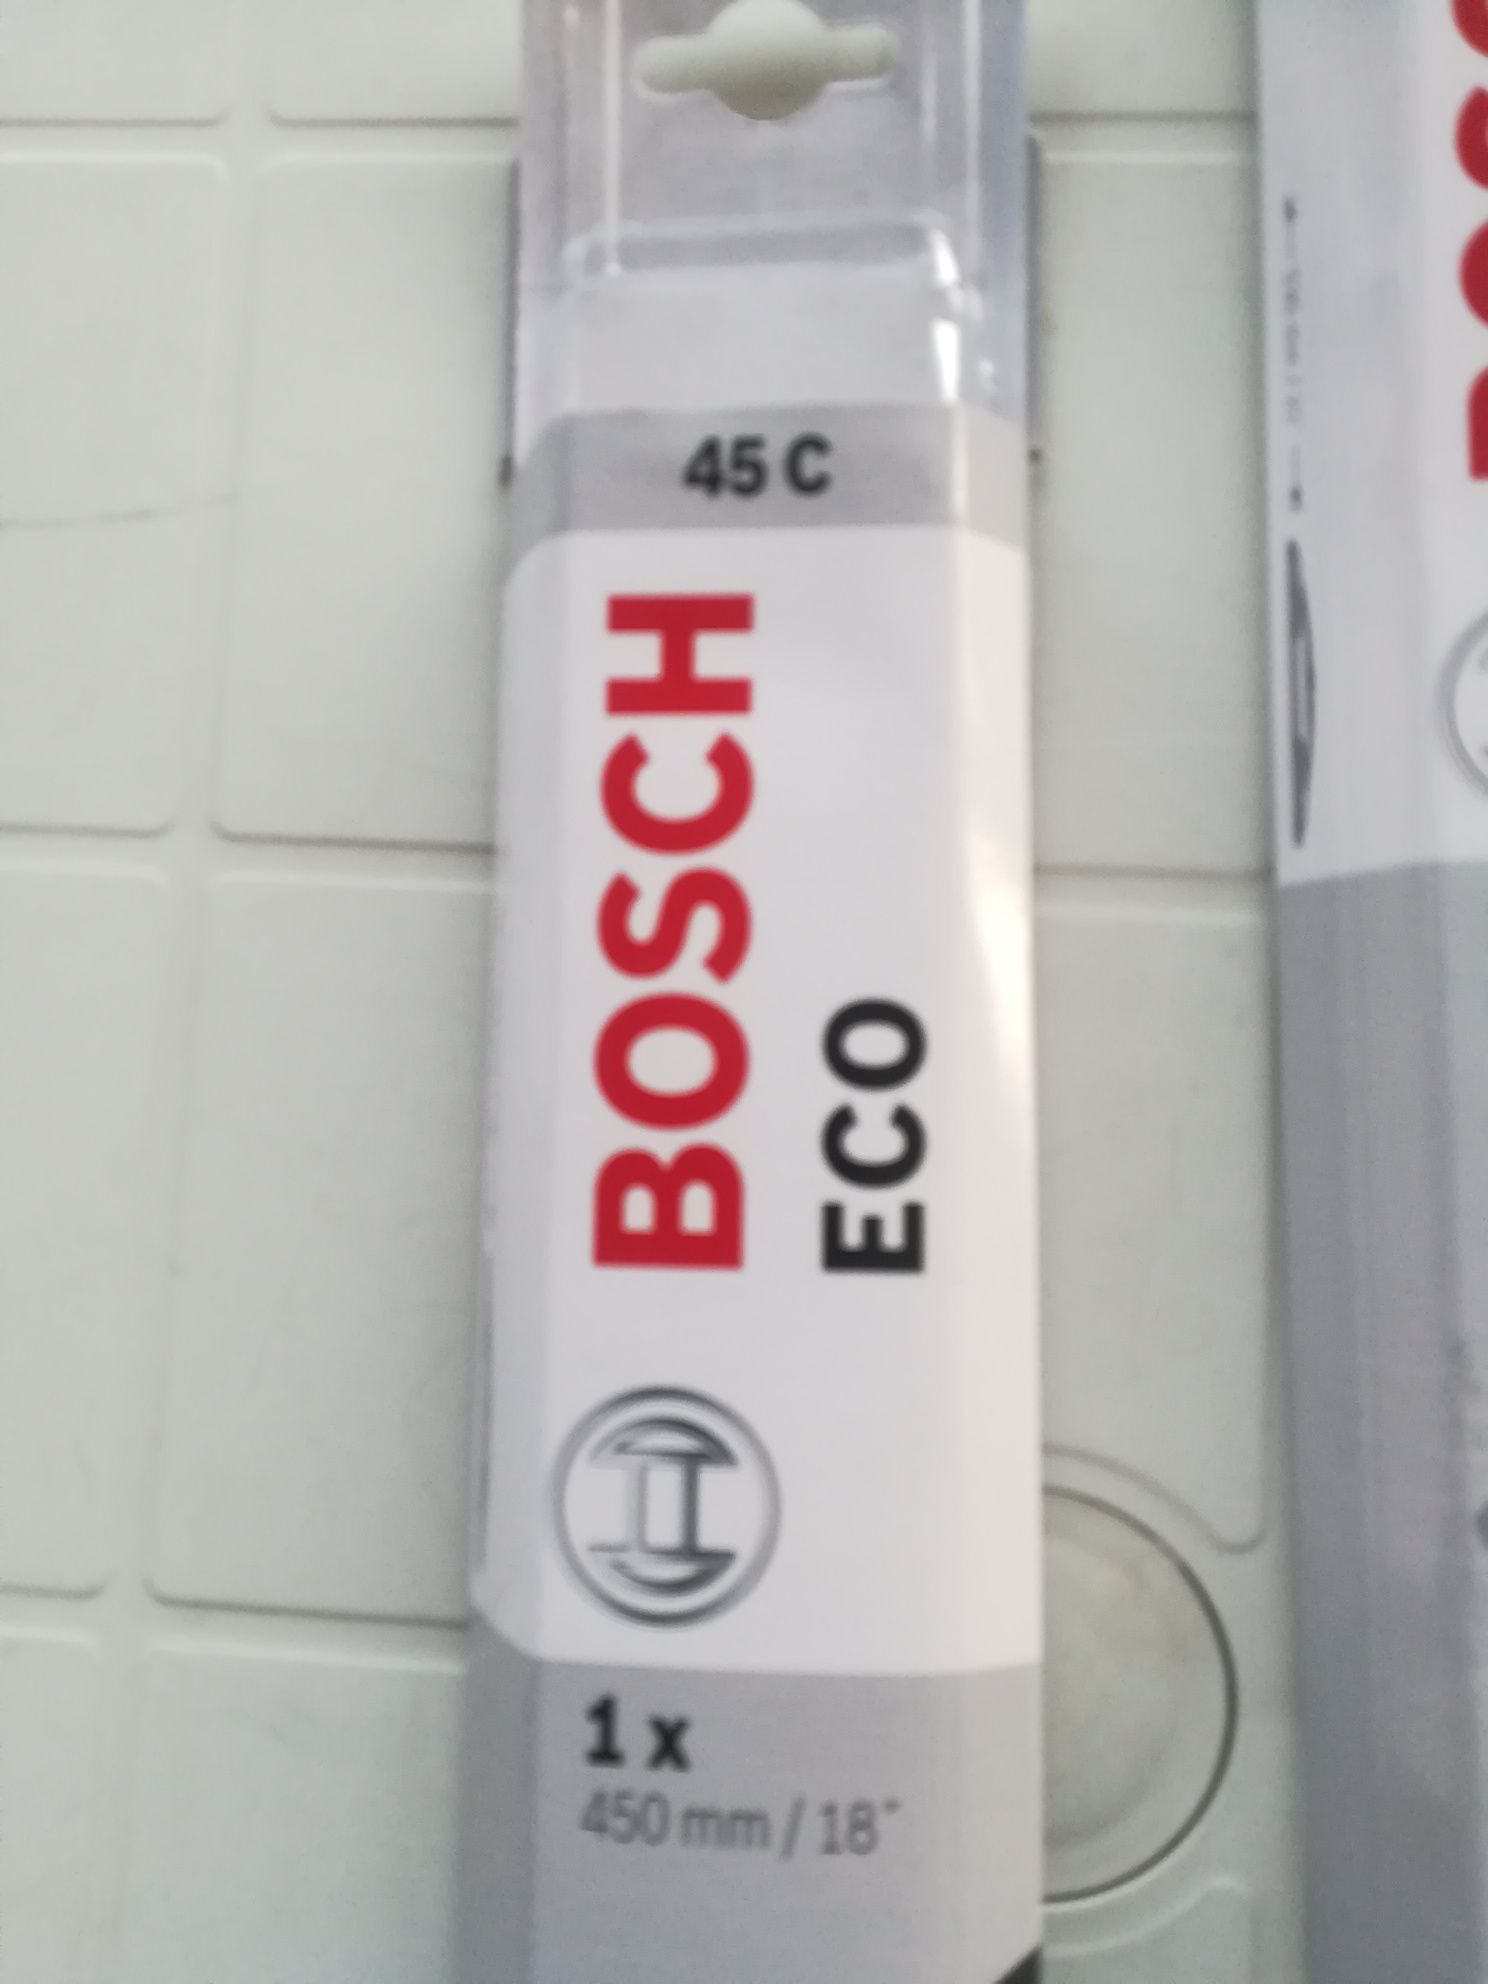 45 C
BOSCH
ECO
1 x
450 mm / 18"